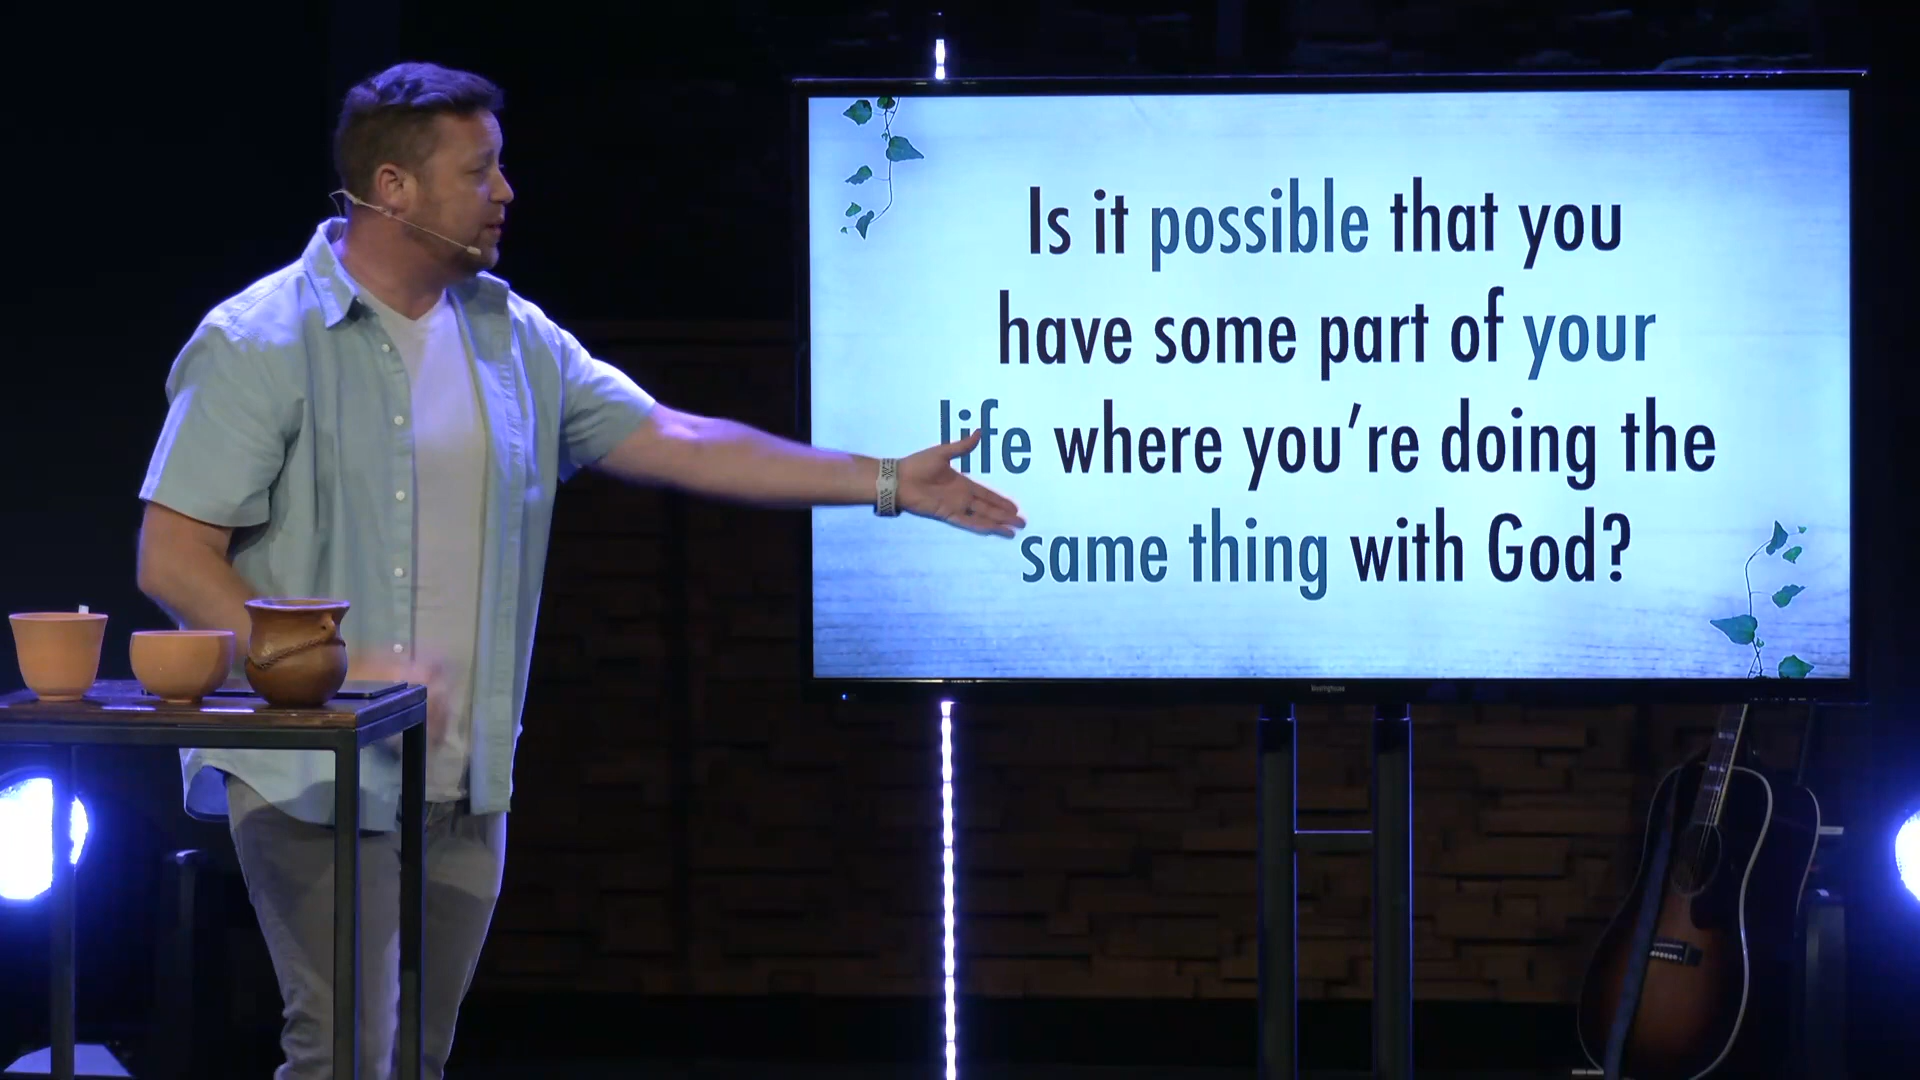 Is it possible that you
have some part of your
life where you're doing the
same thing with God?
Westinghouse